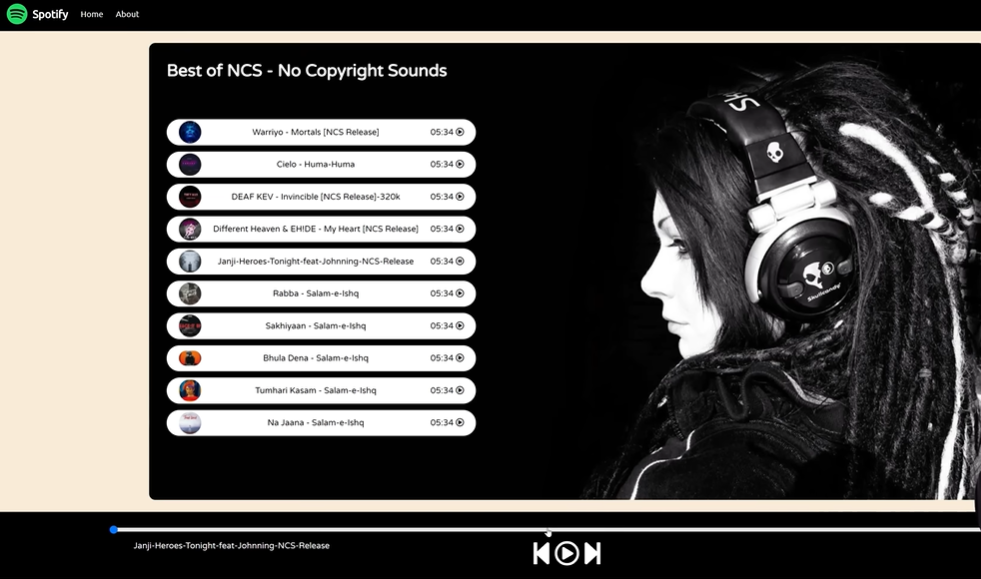 Spotify Home About
Best of NCS - No Copyright Sounds
Warriyo - Mortals [NCS Release] 05:34
Cielo - Huma-Huma 05:34
DEAF KEV - Invincible [NCS Release]-320k 05:34
Different Heaven & EH!DE - My Heart [NCS Release] 05:34
Janji-Heroes-Tonight-feat-Johnning-NCS-Release 05:34
Rabba - Salam-e-Ishq 05:34
Sakhiyaan - Salam-e-Ishq 05:34
Bhula Dena - Salam-e-Ishq 05:34
Tumhari Kasam - Salam-e-Ishq 05:34
Na Jaana - Salam-e-Ishq 05:34
Skullcandy
Janji-Heroes-Tonight-feat-Johnning-NCS-Release